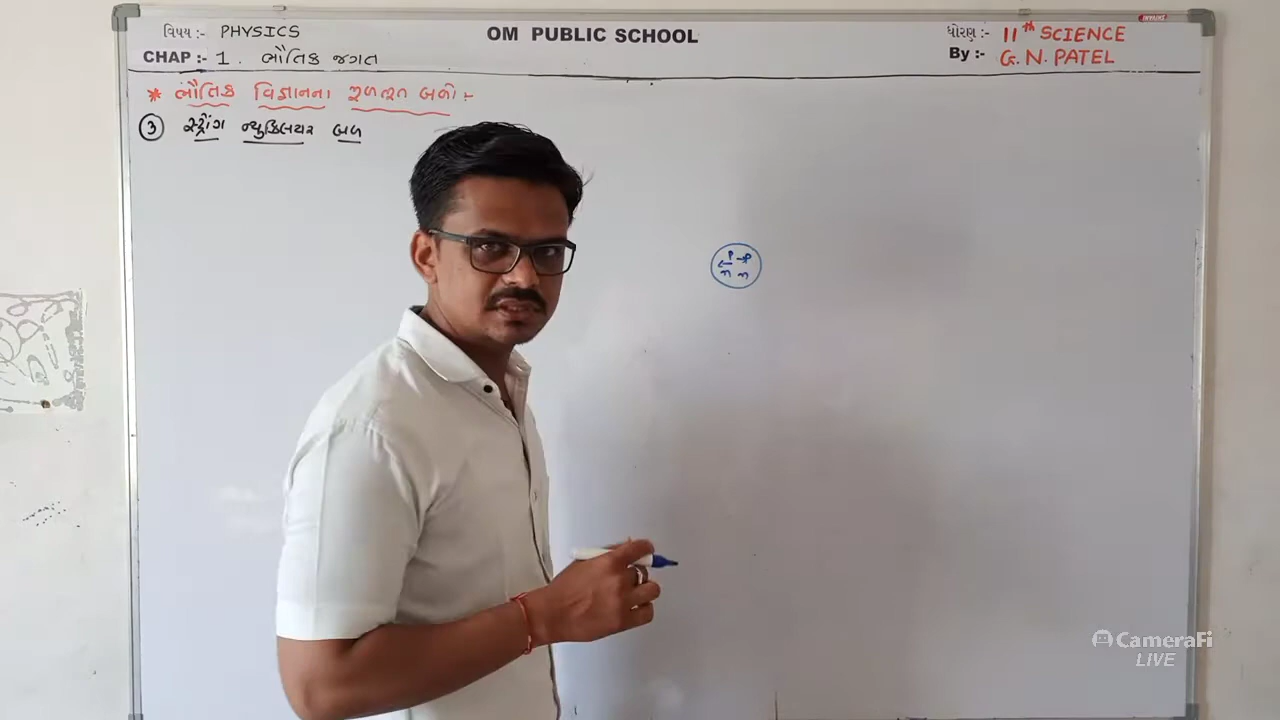 વિષય :- PHYSICS
OM PUBLIC SCHOOL
ધોરણ :- 11th SCIENCE
CHAP :- 1. ભૌતિક જગત
By :- G. N. PATEL
* ભૌતિક વિજ્ઞાનના મૂળભૂત બળો :-
③ સ્ટ્રોંગ ન્યુક્લિયર બળ
P → P
n n
CameraFi
LIVE